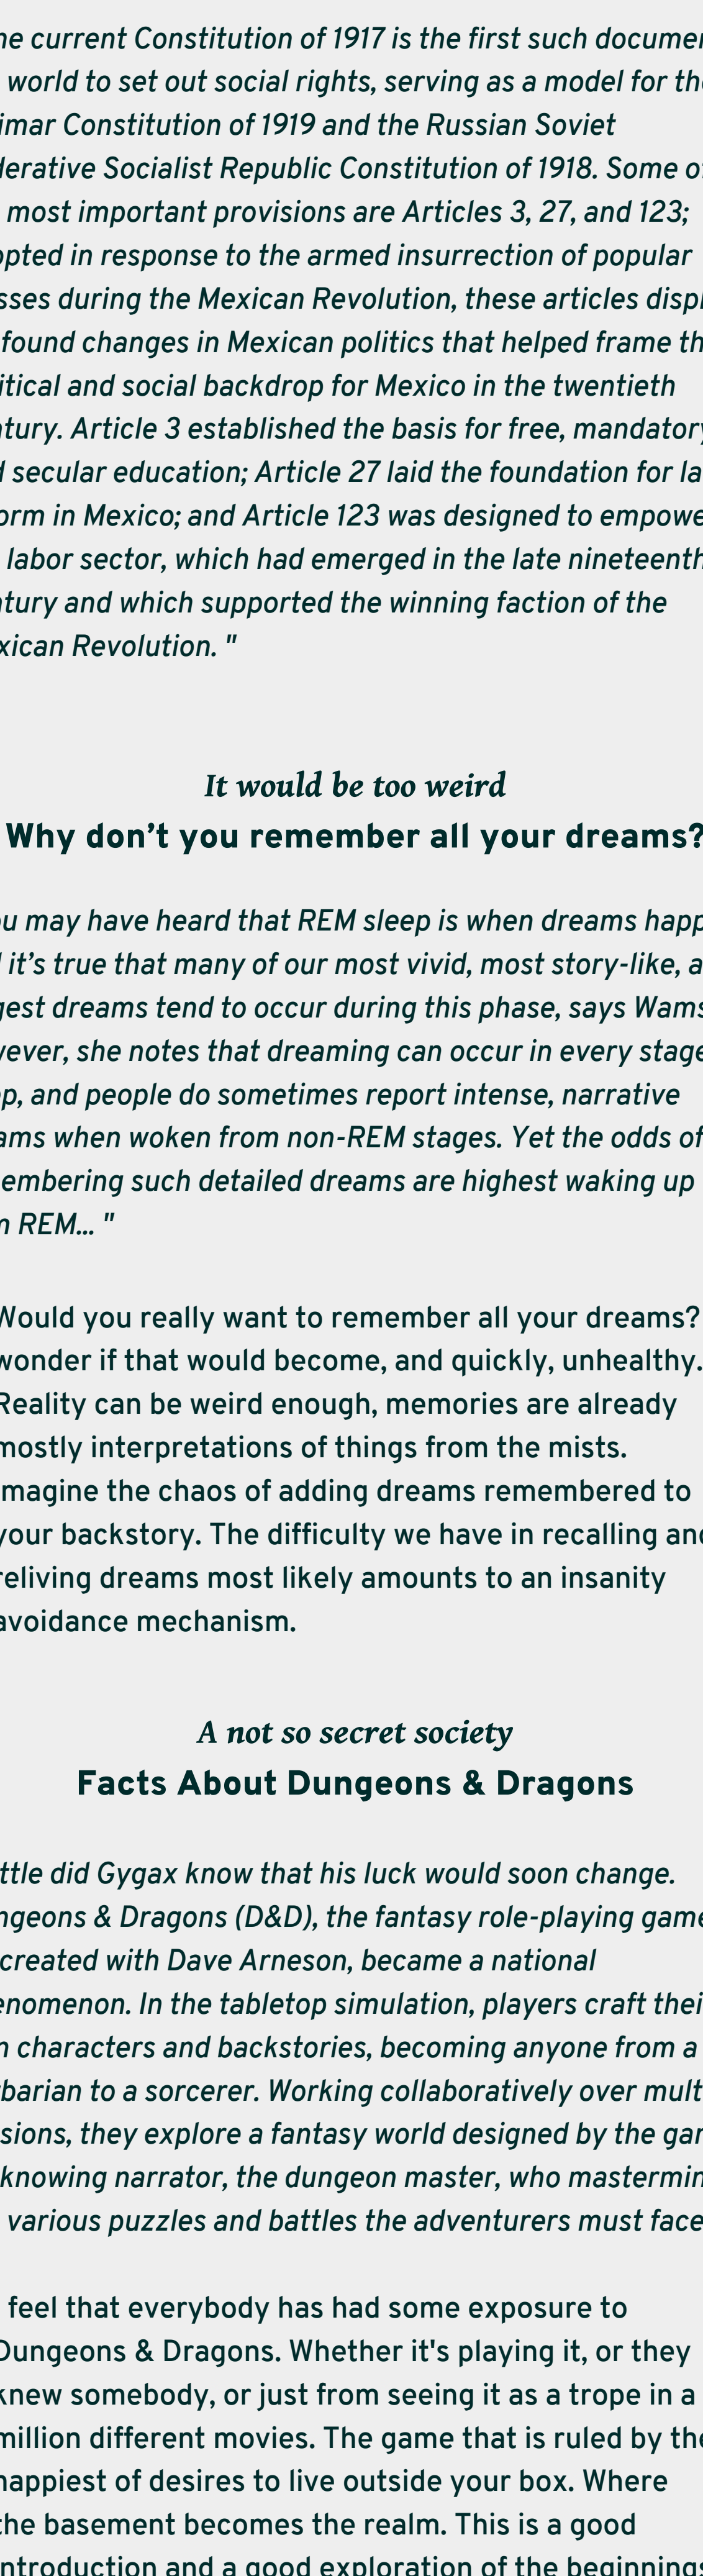 he current Constitution of 1917 is the first such docume
world to set out social rights, serving as a model for th
imar Constitution of 1919 and the Russian Soviet
derative Socialist Republic Constitution of 1918. Some of
most important provisions are Articles 3, 27, and 123;
opted in response to the armed insurrection of popular
sses during the Mexican Revolution, these articles displ
found changes in Mexican politics that helped frame th
itical and social backdrop for Mexico in the twentieth
ntury. Article 3 established the basis for free, mandatory
d secular education; Article 27 laid the foundation for la
orm in Mexico; and Article 123 was designed to empowe
labor sector, which had emerged in the late nineteenth
ntury and which supported the winning faction of the
xican Revolution. "
It would be too weird
Why don’t you remember all your dreams?
ou may have heard that REM sleep is when dreams happ
d it’s true that many of our most vivid, most story-like, a
gest dreams tend to occur during this phase, says Wams
wever, she notes that dreaming can occur in every stage
ep, and people do sometimes report intense, narrative
ams when woken from non-REM stages. Yet the odds of
embering such detailed dreams are highest waking up
m REM... "
Would you really want to remember all your dreams?
wonder if that would become, and quickly, unhealthy.
Reality can be weird enough, memories are already
mostly interpretations of things from the mists.
magine the chaos of adding dreams remembered to
your backstory. The difficulty we have in recalling and
reliving dreams most likely amounts to an insanity
avoidance mechanism.
A not so secret society
Facts About Dungeons & Dragons
ttle did Gygax know that his luck would soon change.
ngeons & Dragons (D&D), the fantasy role-playing game
created with Dave Arneson, became a national
enomenon. In the tabletop simulation, players craft thei
n characters and backstories, becoming anyone from a
barian to a sorcerer. Working collaboratively over mult
sions, they explore a fantasy world designed by the gam
knowing narrator, the dungeon master, who mastermin
various puzzles and battles the adventurers must face
feel that everybody has had some exposure to
Dungeons & Dragons. Whether it's playing it, or they
knew somebody, or just from seeing it as a trope in a
million different movies. The game that is ruled by the
happiest of desires to live outside your box. Where
the basement becomes the realm. This is a good
ntroduction and a good exploration of the beginnings